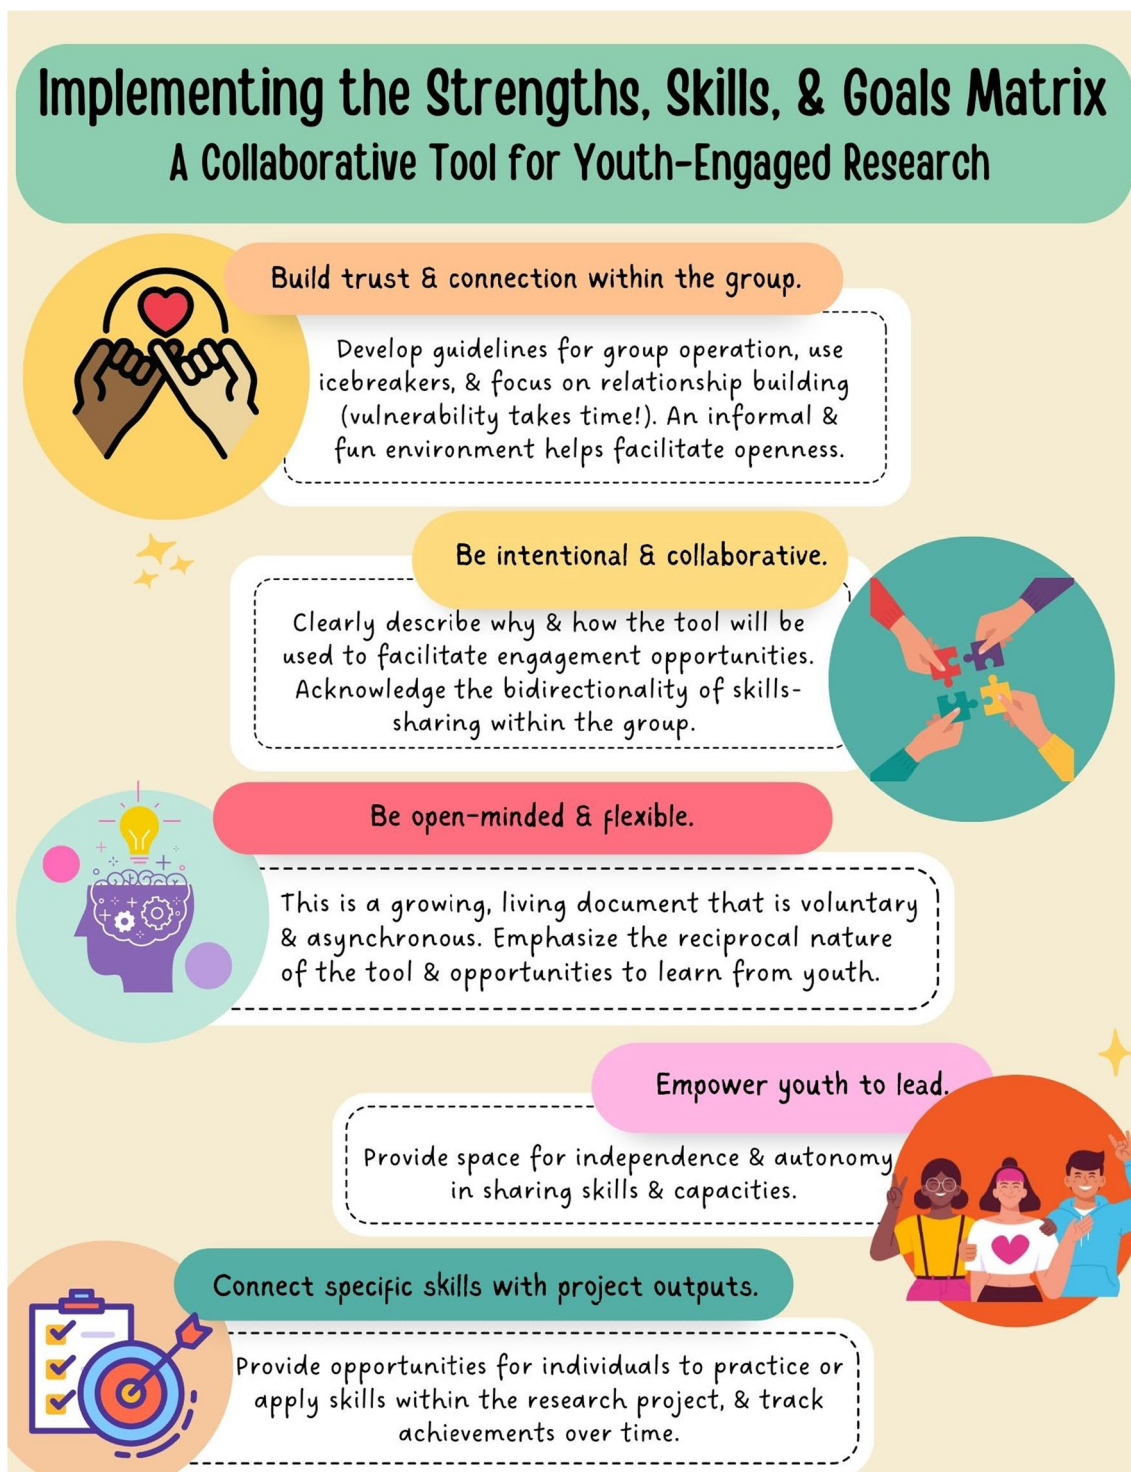 Implementing the Strengths, Skills, & Goals Matrix
A Collaborative Tool for Youth-Engaged Research
Build trust & connection within the group.
Develop guidelines for group operation, use
icebreakers, & focus on relationship building
(vulnerability takes time!). An informal &
fun environment helps facilitate openness.
Be intentional & collaborative.
Clearly describe why & how the tool will be
used to facilitate engagement opportunities.
Acknowledge the bidirectionality of skills-
sharing within the group.
Be open-minded & flexible.
This is a growing, living document that is voluntary
& asynchronous. Emphasize the reciprocal nature
of the tool & opportunities to learn from youth.
Empower youth to lead.
Provide space for independence & autonomy
in sharing skills & capacities.
Connect specific skills with project outputs.
Provide opportunities for individuals to practice or
apply skills within the research project, & track
achievements over time.